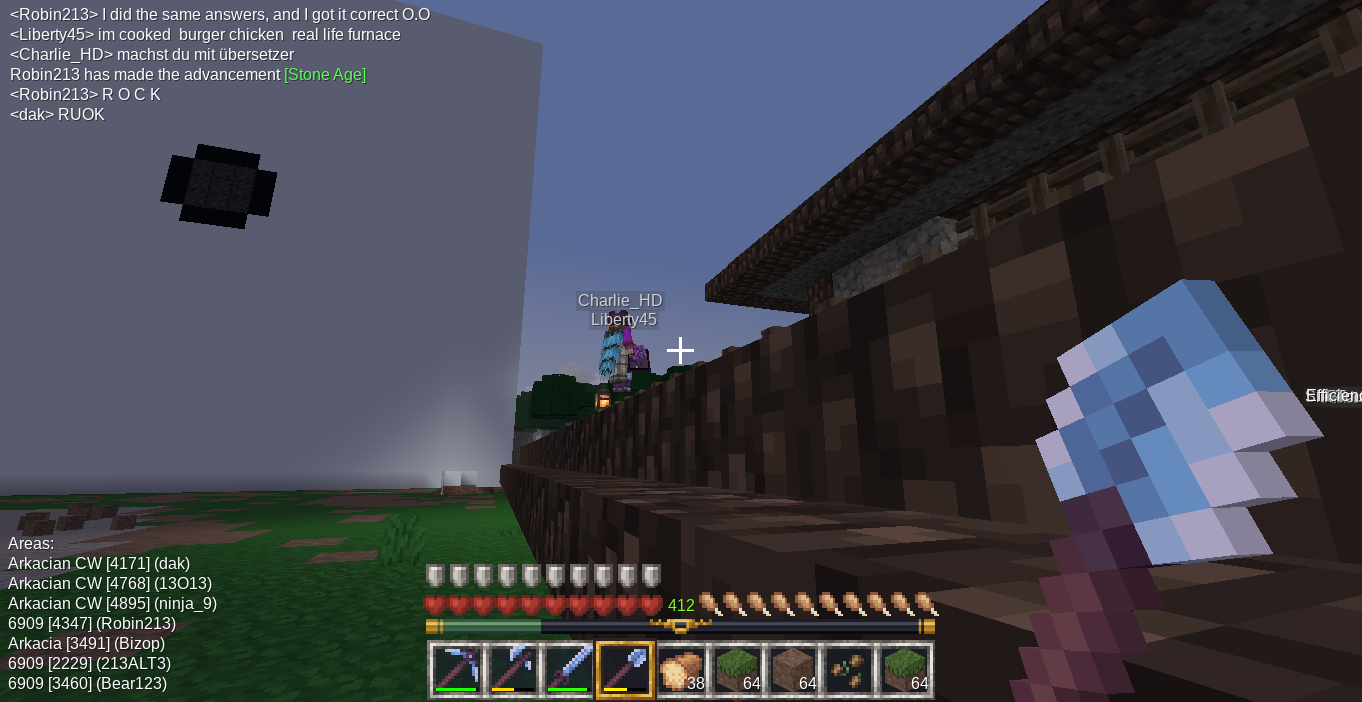 <Robin213> I did the same answers, and I got it correct O.O
<Liberty45> im cooked  burger chicken  real life furnace
<Charlie_HD> machst du mit übersetzer
Robin213 has made the advancement [Stone Age]
<Robin213> R O C K
<dak> RUOK
Charlie_HD
Liberty45
Areas:
Arkacian CW [4171] (dak)
Arkacian CW [4768] (13O13)
Arkacian CW [4895] (ninja_9)
6909 [4347] (Robin213)
Arkacia [3491] (Bizop)
6909 [2229] (213ALT3)
6909 [3460] (Bear123)
412
38
64
64
64